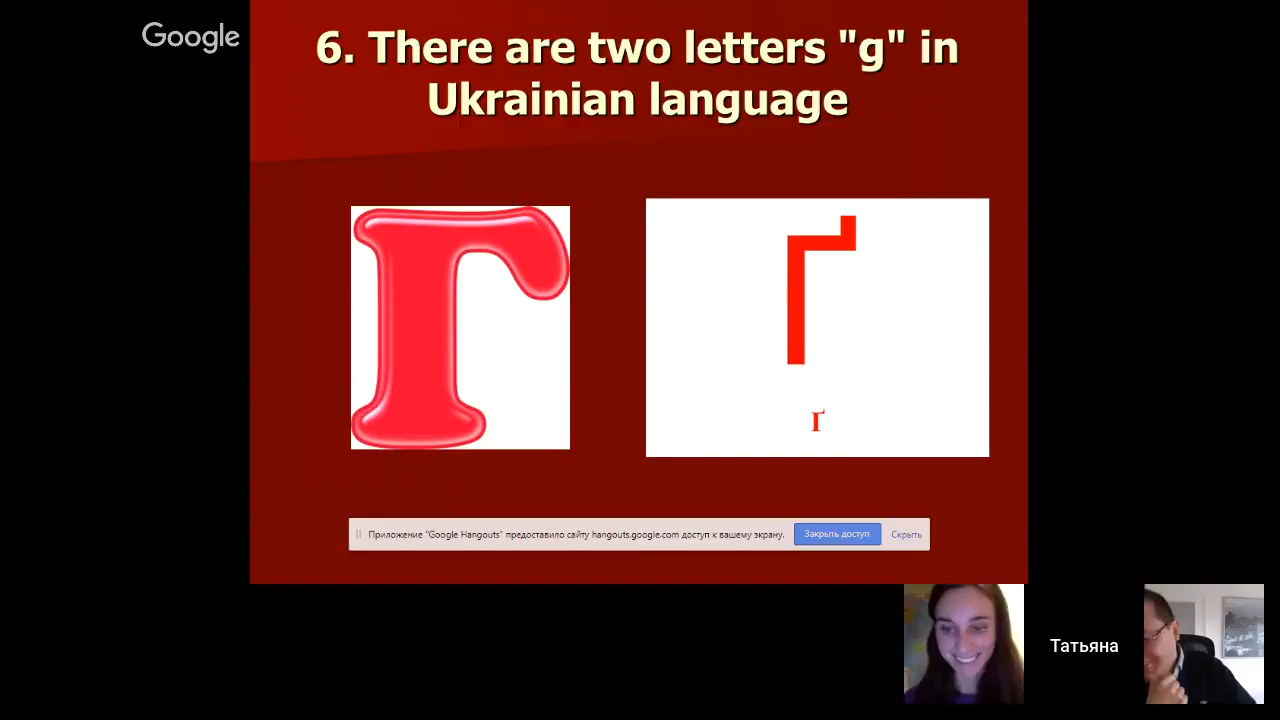 Google
6. There are two letters "g" in
Ukrainian language
Г
Ґ
ґ
Приложение "Google Hangouts" предоставило сайту hangouts.google.com доступ к вашему экрану.
Закрыть доступ
Скрыть
Татьяна